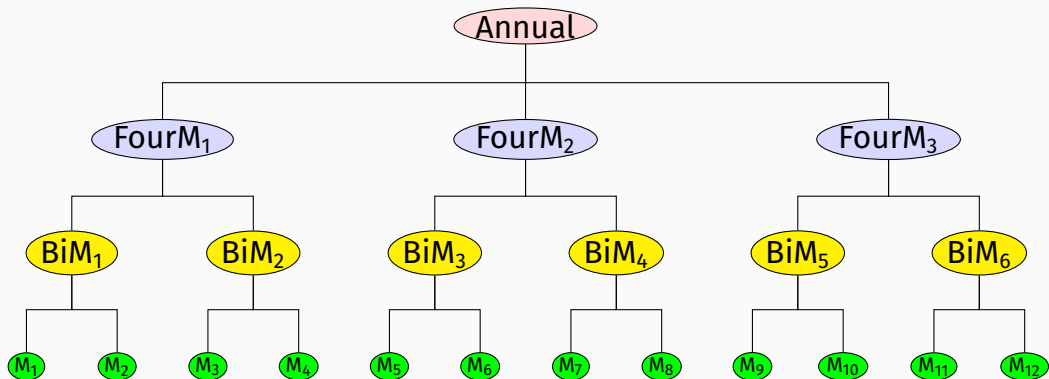 Annual
FourM₁ FourM₂ FourM₃
BiM₁ BiM₂ BiM₃ BiM₄ BiM₅ BiM₆
M₁ M₂ M₃ M₄ M₅ M₆ M₇ M₈ M₉ M₁₀ M₁₁ M₁₂